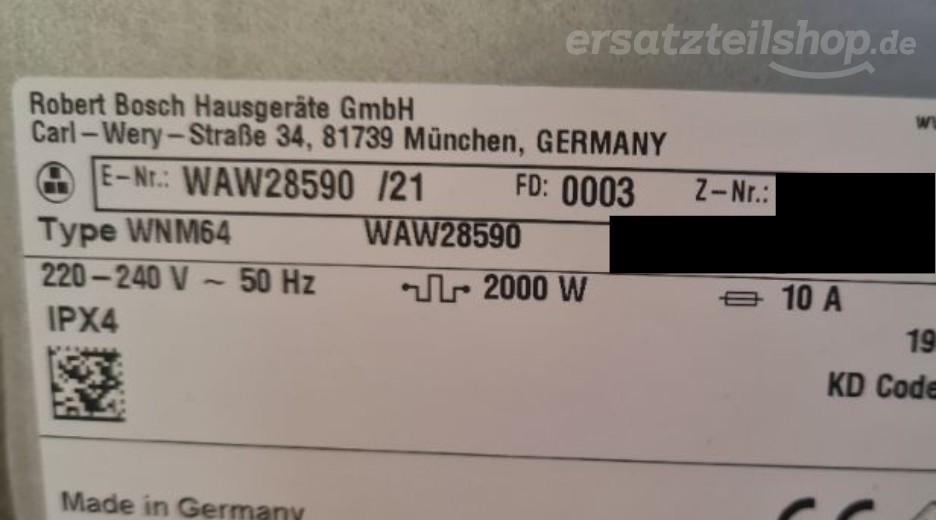 ersatzteilshop.de
Robert Bosch Hausgeräte GmbH
Carl-Wery-Straße 34, 81739 München, GERMANY
E-Nr.: WAW28590 /21 FD: 0003 Z-Nr.:
Type WNM64 WAW28590
220-240 V ~ 50 Hz 2000 W 10 A
IPX4
19
KD Code
Made in Germany
CE